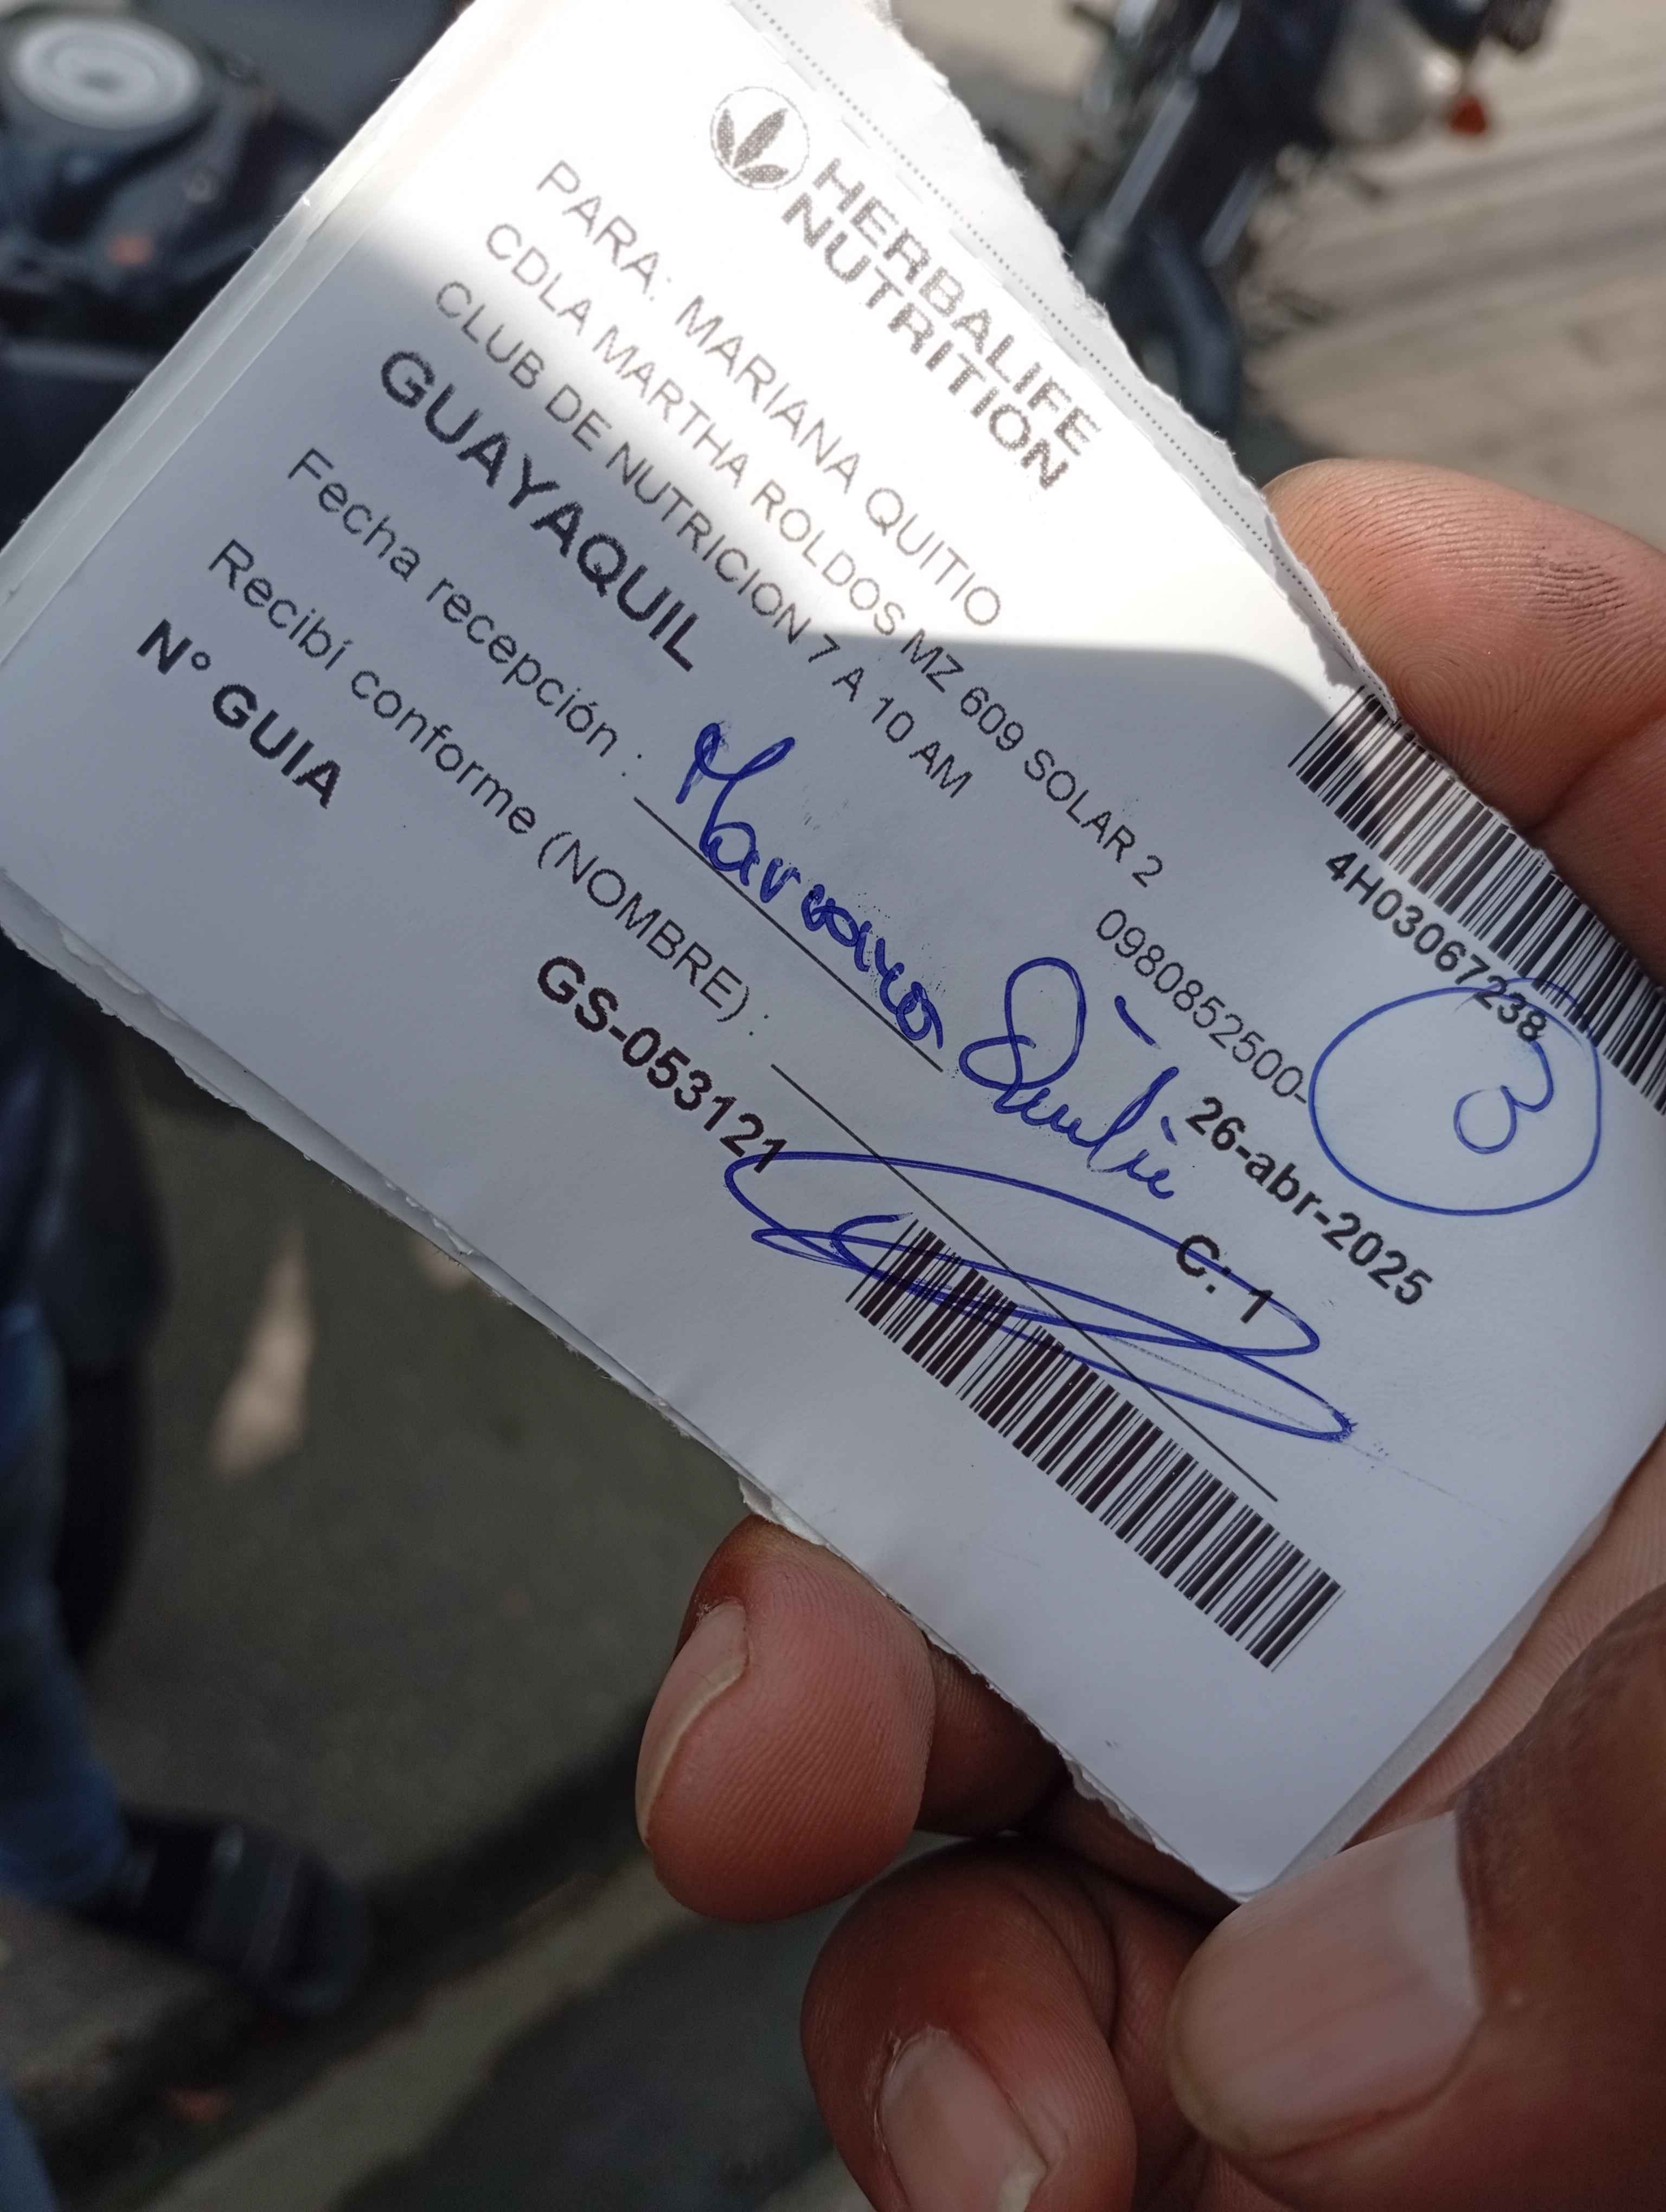 HERBALIFE
NUTRITION
4H03067238
PARA: MARIANA QUITIO
CDLA MARTHA ROLDOS MZ 609 SOLAR 2
CLUB DE NUTRICION 7 A 10 AM
0980852500-
3
GUAYAQUIL
26-abr-2025
Fecha recepción : Mariana
Recibí conforme (NOMBRE) :
C: 1
N° GUIA
GS-053121